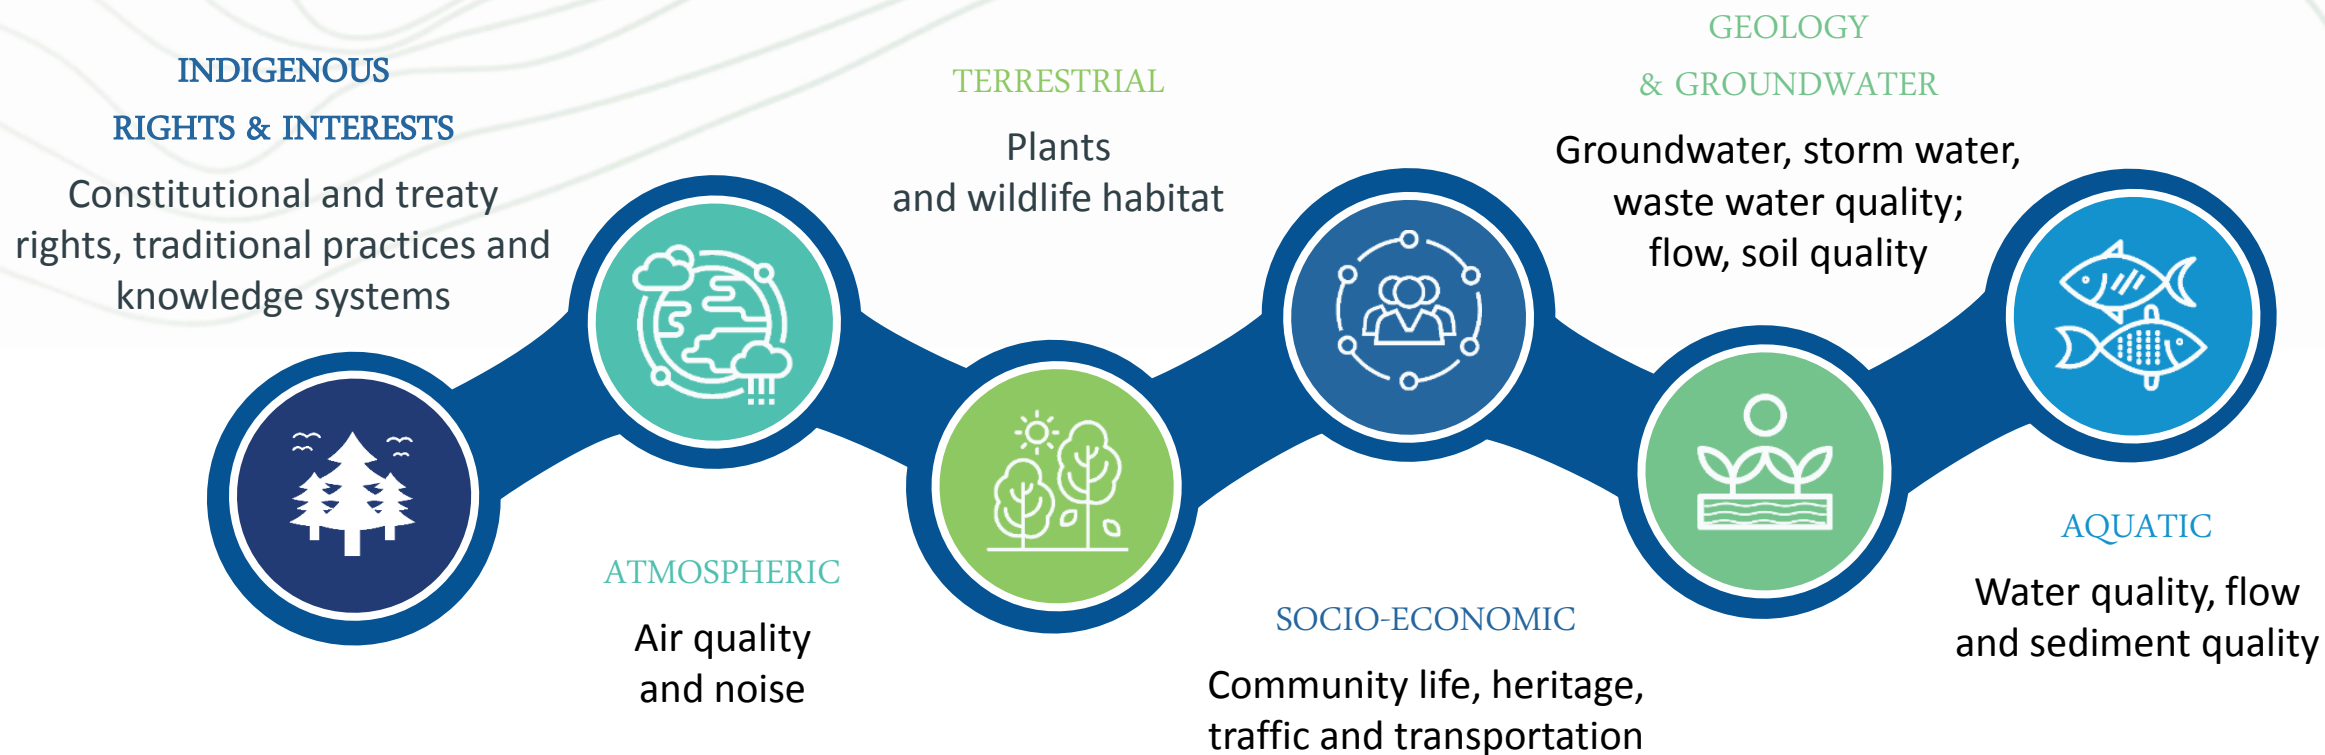 INDIGENOUS
RIGHTS & INTERESTS
Constitutional and treaty
rights, traditional practices and
knowledge systems
ATMOSPHERIC
Air quality
and noise
TERRESTRIAL
Plants
and wildlife habitat
SOCIO-ECONOMIC
Community life, heritage,
traffic and transportation
GEOLOGY
& GROUNDWATER
Groundwater, storm water,
waste water quality;
flow, soil quality
AQUATIC
Water quality, flow
and sediment quality